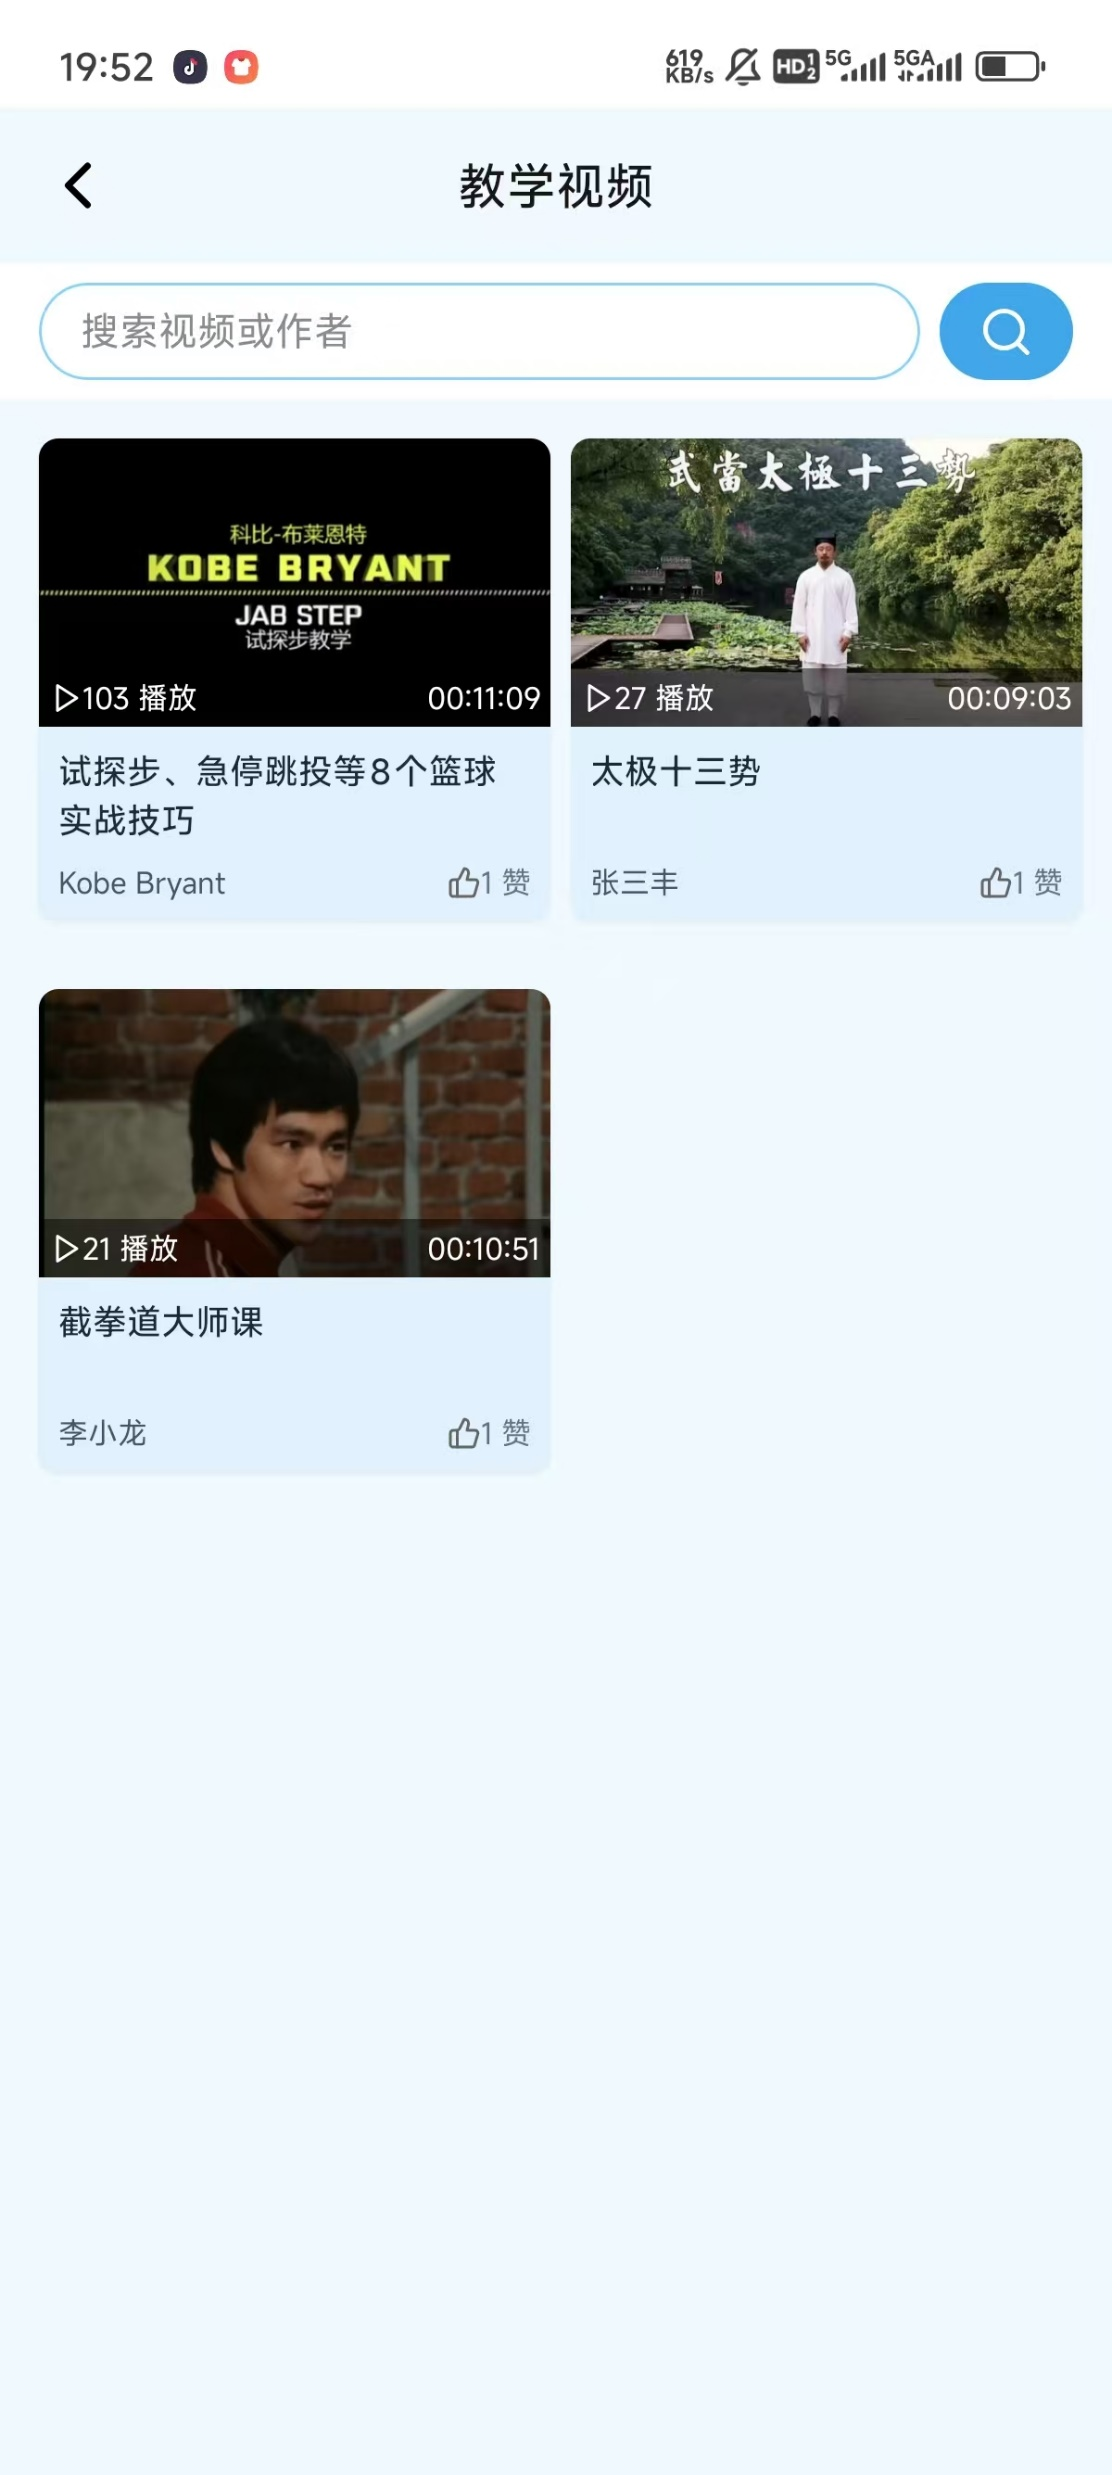 19:52
619 KB/s HD 1 2 5G 5GA
教学视频
搜索视频或作者
科比-布莱恩特
KOBE BRYANT
JAB STEP
试探步教学
103 播放 00:11:09
试探步、急停跳投等8个篮球
实战技巧
Kobe Bryant 1 赞
武當太極十三勢
27 播放 00:09:03
太极十三势
张三丰 1 赞
21 播放 00:10:51
截拳道大师课
李小龙 1 赞